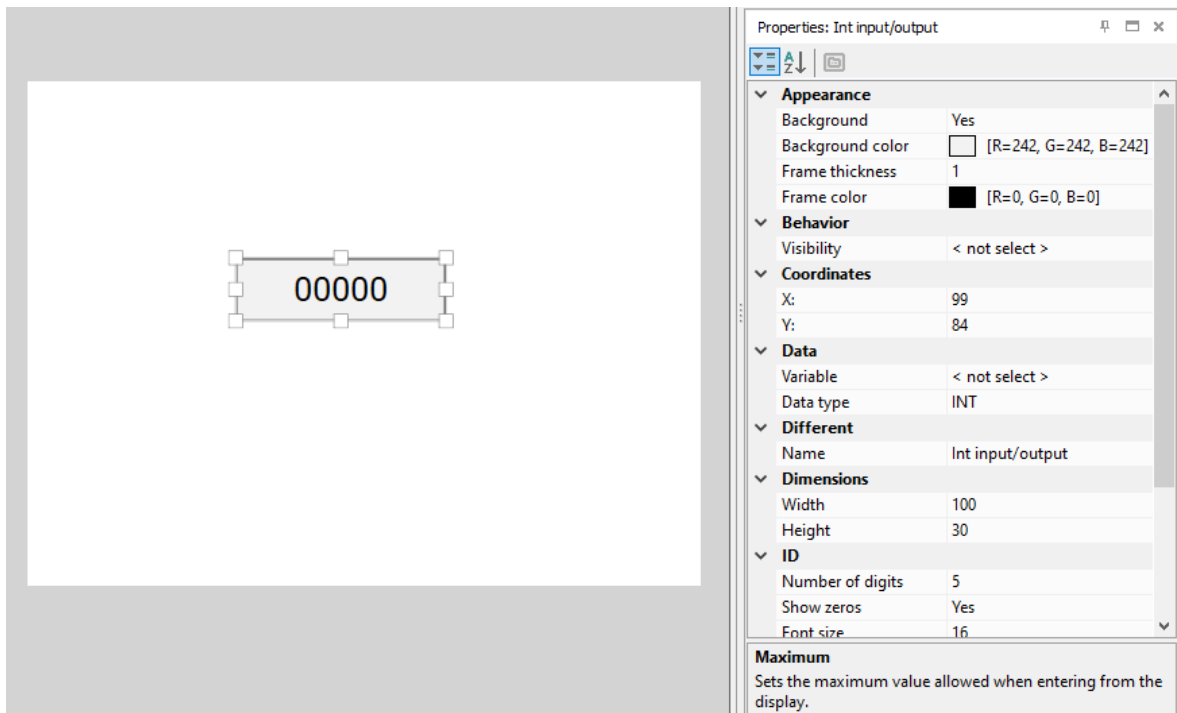 Properties: Int input/output
Appearance
Background Yes
Background color [R=242, G=242, B=242]
Frame thickness 1
Frame color [R=0, G=0, B=0]
Behavior
Visibility < not select >
Coordinates
X: 99
Y: 84
Data
Variable < not select >
Data type INT
Different
Name Int input/output
Dimensions
Width 100
Height 30
ID
Number of digits 5
Show zeros Yes
Font size 16
Maximum
Sets the maximum value allowed when entering from the
display.
00000